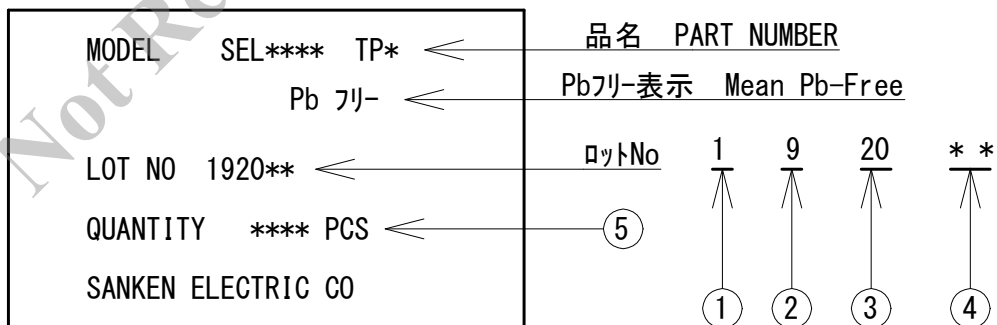 MODEL SEL**** TP*
Pb フリー
LOT NO 1920**
QUANTITY **** PCS
SANKEN ELECTRIC CO
品名 PART NUMBER
Pbフリー表示 Mean Pb-Free
ロットNo 1 9 20 * *
⑤
① ② ③ ④
Not